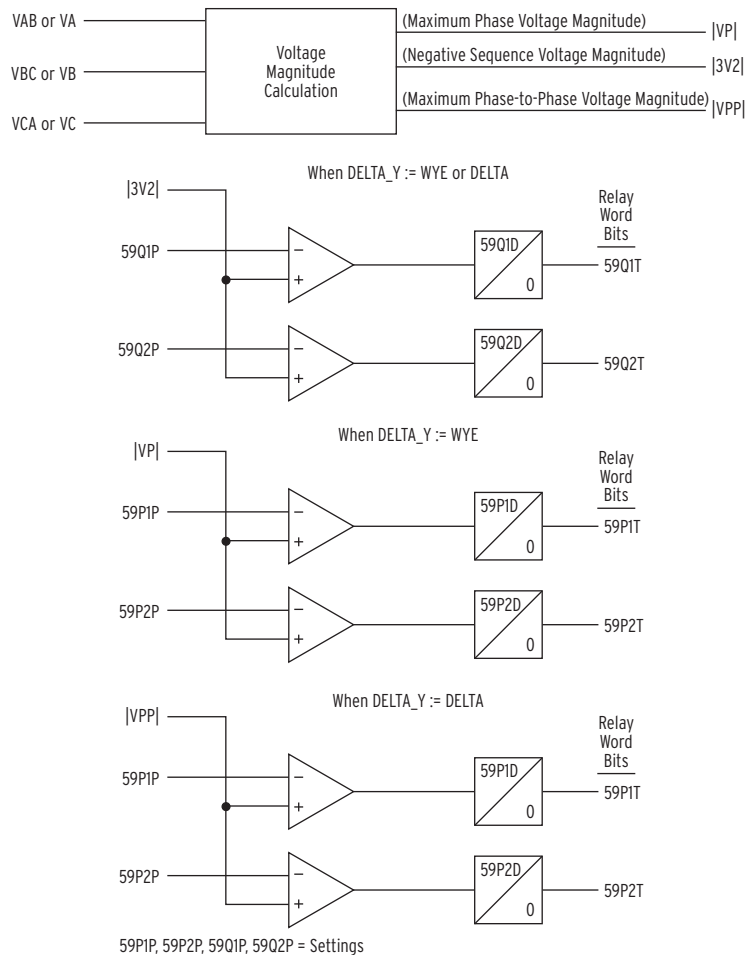 VAB or VA
VBC or VB
VCA or VC
Voltage
Magnitude
Calculation
(Maximum Phase Voltage Magnitude)
|VP|
(Negative Sequence Voltage Magnitude)
|3V2|
(Maximum Phase-to-Phase Voltage Magnitude)
|VPP|
When DELTA_Y := WYE or DELTA
|3V2|
Relay
Word
Bits
59Q1P
−
+
59Q1D
0
59Q1T
59Q2P
−
+
59Q2D
0
59Q2T
When DELTA_Y := WYE
|VP|
Relay
Word
Bits
59P1P
−
+
59P1D
0
59P1T
59P2P
−
+
59P2D
0
59P2T
When DELTA_Y := DELTA
|VPP|
Relay
Word
Bits
59P1P
−
+
59P1D
0
59P1T
59P2P
−
+
59P2D
0
59P2T
59P1P, 59P2P, 59Q1P, 59Q2P = Settings